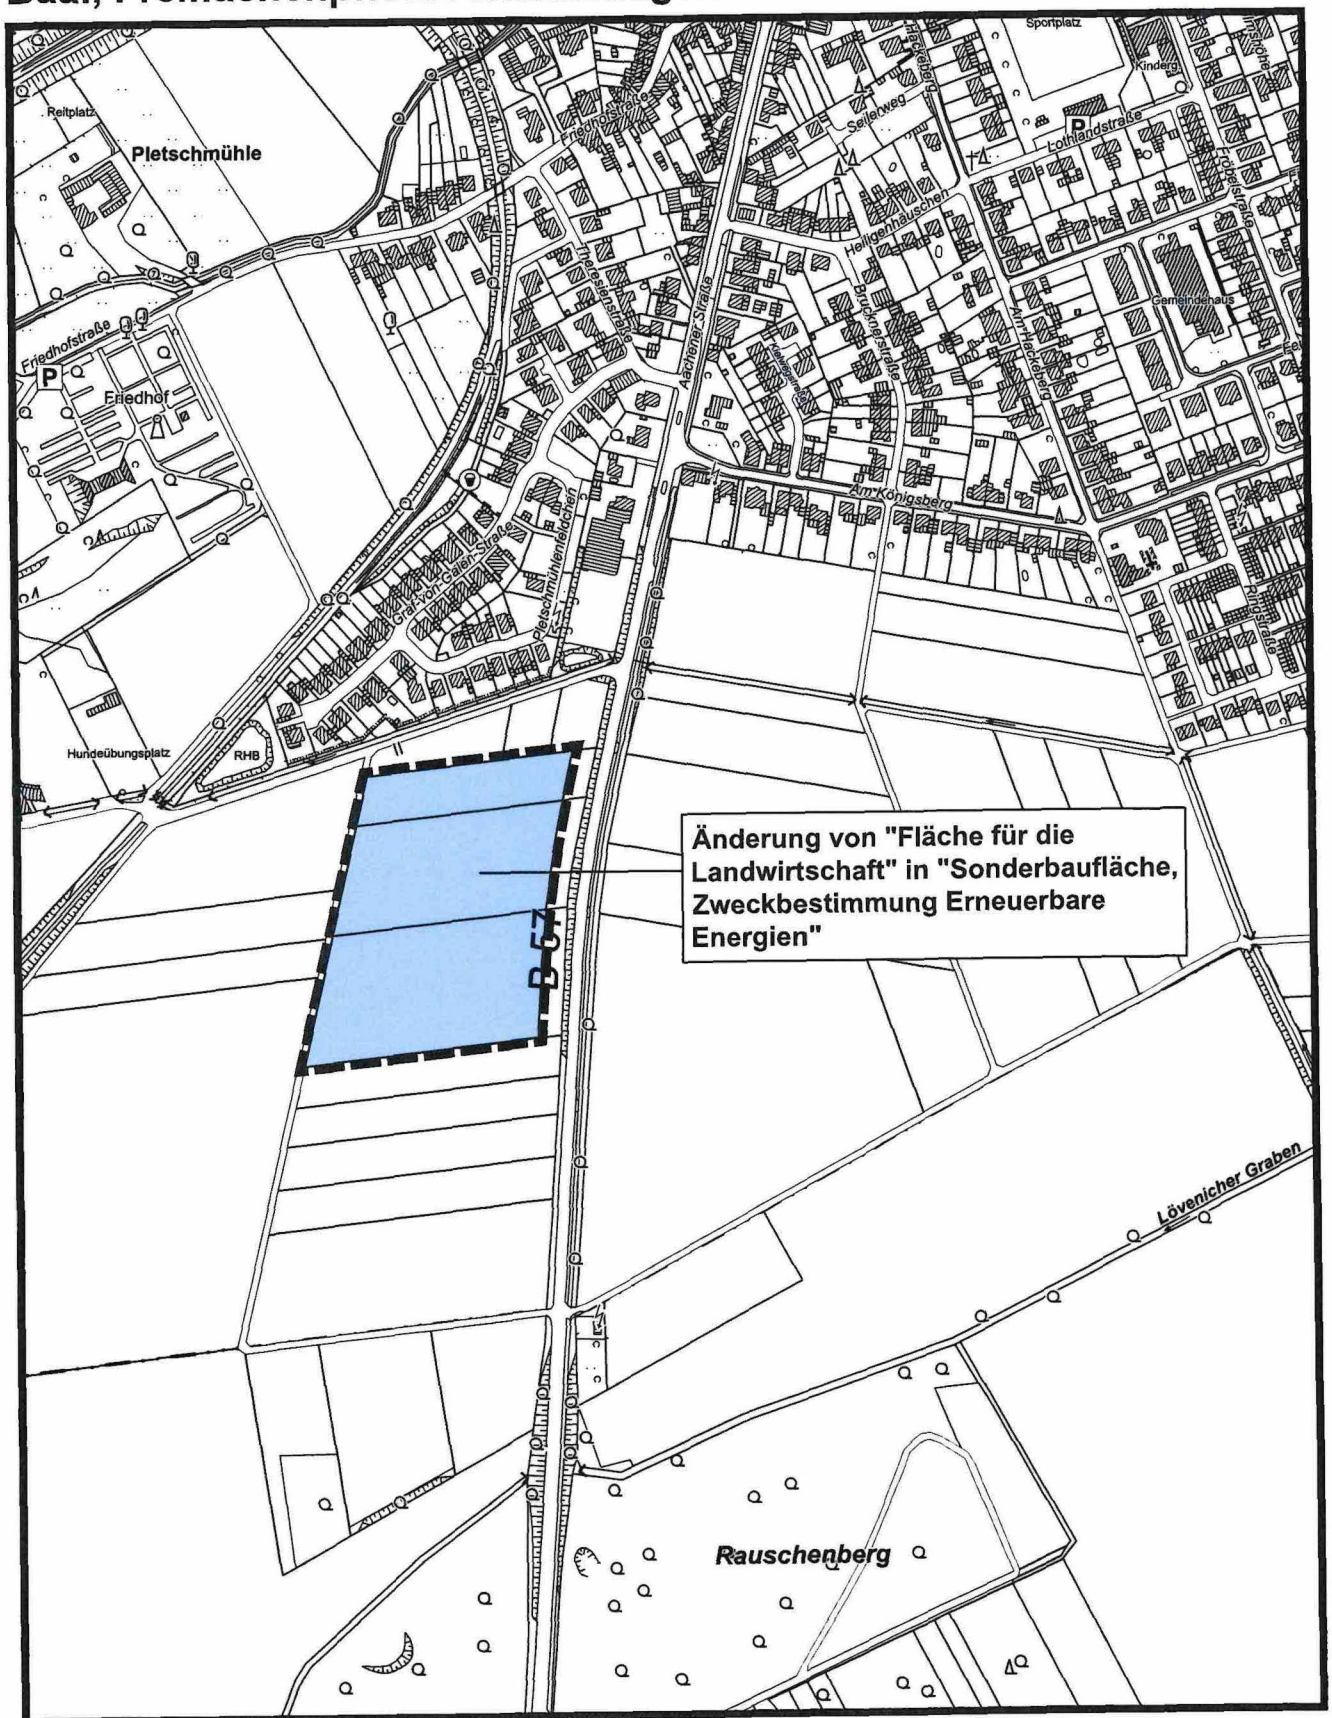 Sportplatz
Hackeberg
Kinderg.
Reitplatz
Pletschmühle
Friedhofstraße
Seilerweg
P
Lothlandstraße
Fröbelstraße
Heiligenhäuschen
Theresienstraße
Aachener Straße
Brucknerstraße
Am Hackeberg
Gemeindehaus
Friedhofstraße
P
Friedhof
Am Königsberg
Graf-von-Galen-Straße
Pletschmühlenfeldchen
Ringstraße
Hundeübungsplatz
RHB
Änderung von "Fläche für die
Landwirtschaft" in "Sonderbaufläche,
Zweckbestimmung Erneuerbare
Energien"
B 57
Lövenicher Graben
Rauschenberg